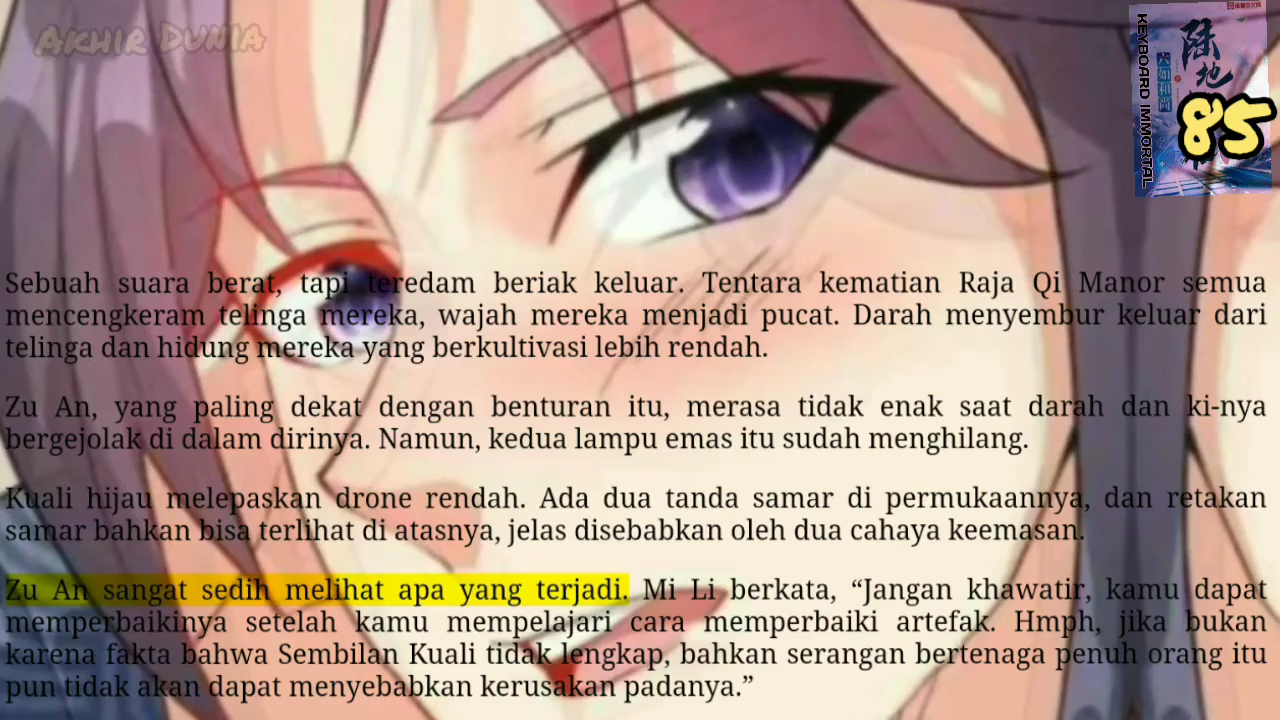 AKHIR DUNIA
KEYBOARD IMMORTAL
陆地
85
Sebuah suara berat, tapi teredam beriak keluar. Tentara kematian Raja Qi Manor semua
mencengkeram telinga mereka, wajah mereka menjadi pucat. Darah menyembur keluar dari
telinga dan hidung mereka yang berkultivasi lebih rendah.
Zu An, yang paling dekat dengan benturan itu, merasa tidak enak saat darah dan ki-nya
bergejolak di dalam dirinya. Namun, kedua lampu emas itu sudah menghilang.
Kuali hijau melepaskan drone rendah. Ada dua tanda samar di permukaannya, dan retakan
samar bahkan bisa terlihat di atasnya, jelas disebabkan oleh dua cahaya keemasan.
Zu An sangat sedih melihat apa yang terjadi. Mi Li berkata, “Jangan khawatir, kamu dapat
memperbaikinya setelah kamu mempelajari cara memperbaiki artefak. Hmph, jika bukan
karena fakta bahwa Sembilan Kuali tidak lengkap, bahkan serangan bertenaga penuh orang itu
pun tidak akan dapat menyebabkan kerusakan padanya.”